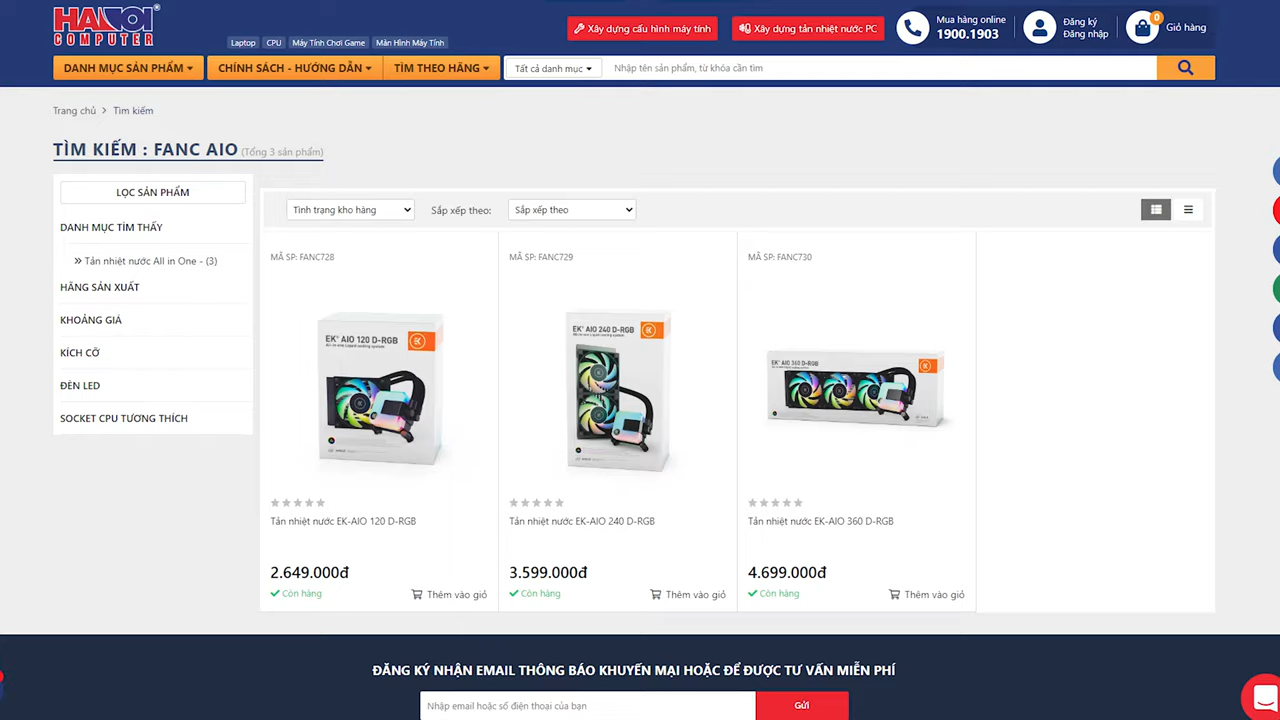 HANOI
COMPUTER
®
Laptop
CPU
Máy Tính Chơi Game
Màn Hình Máy Tính
Xây dựng cấu hình máy tính
Xây dựng tản nhiệt nước PC
Mua hàng online
1900.1903
Đăng ký
Đăng nhập
0
Giỏ hàng
DANH MỤC SẢN PHẨM
CHÍNH SÁCH - HƯỚNG DẪN
TÌM THEO HÃNG
Tất cả danh mục
Nhập tên sản phẩm, từ khóa cần tìm
Trang chủ > Tìm kiếm
TÌM KIẾM : FANC AIO (Tổng 3 sản phẩm)
LỌC SẢN PHẨM
DANH MỤC TÌM THẤY
» Tản nhiệt nước All in One - (3)
HÃNG SẢN XUẤT
KHOẢNG GIÁ
KÍCH CỠ
ĐÈN LED
SOCKET CPU TƯƠNG THÍCH
Tình trạng kho hàng
Sắp xếp theo:
Sắp xếp theo
MÃ SP: FANC728
EK® AIO 120 D-RGB
Tản nhiệt nước EK-AIO 120 D-RGB
2.649.000đ
Còn hàng
Thêm vào giỏ
MÃ SP: FANC729
EK® AIO 240 D-RGB
Tản nhiệt nước EK-AIO 240 D-RGB
3.599.000đ
Còn hàng
Thêm vào giỏ
MÃ SP: FANC730
EK® AIO 360 D-RGB
Tản nhiệt nước EK-AIO 360 D-RGB
4.699.000đ
Còn hàng
Thêm vào giỏ
ĐĂNG KÝ NHẬN EMAIL THÔNG BÁO KHUYẾN MẠI HOẶC ĐỂ ĐƯỢC TƯ VẤN MIỄN PHÍ
Nhập email hoặc số điện thoại của bạn
Gửi